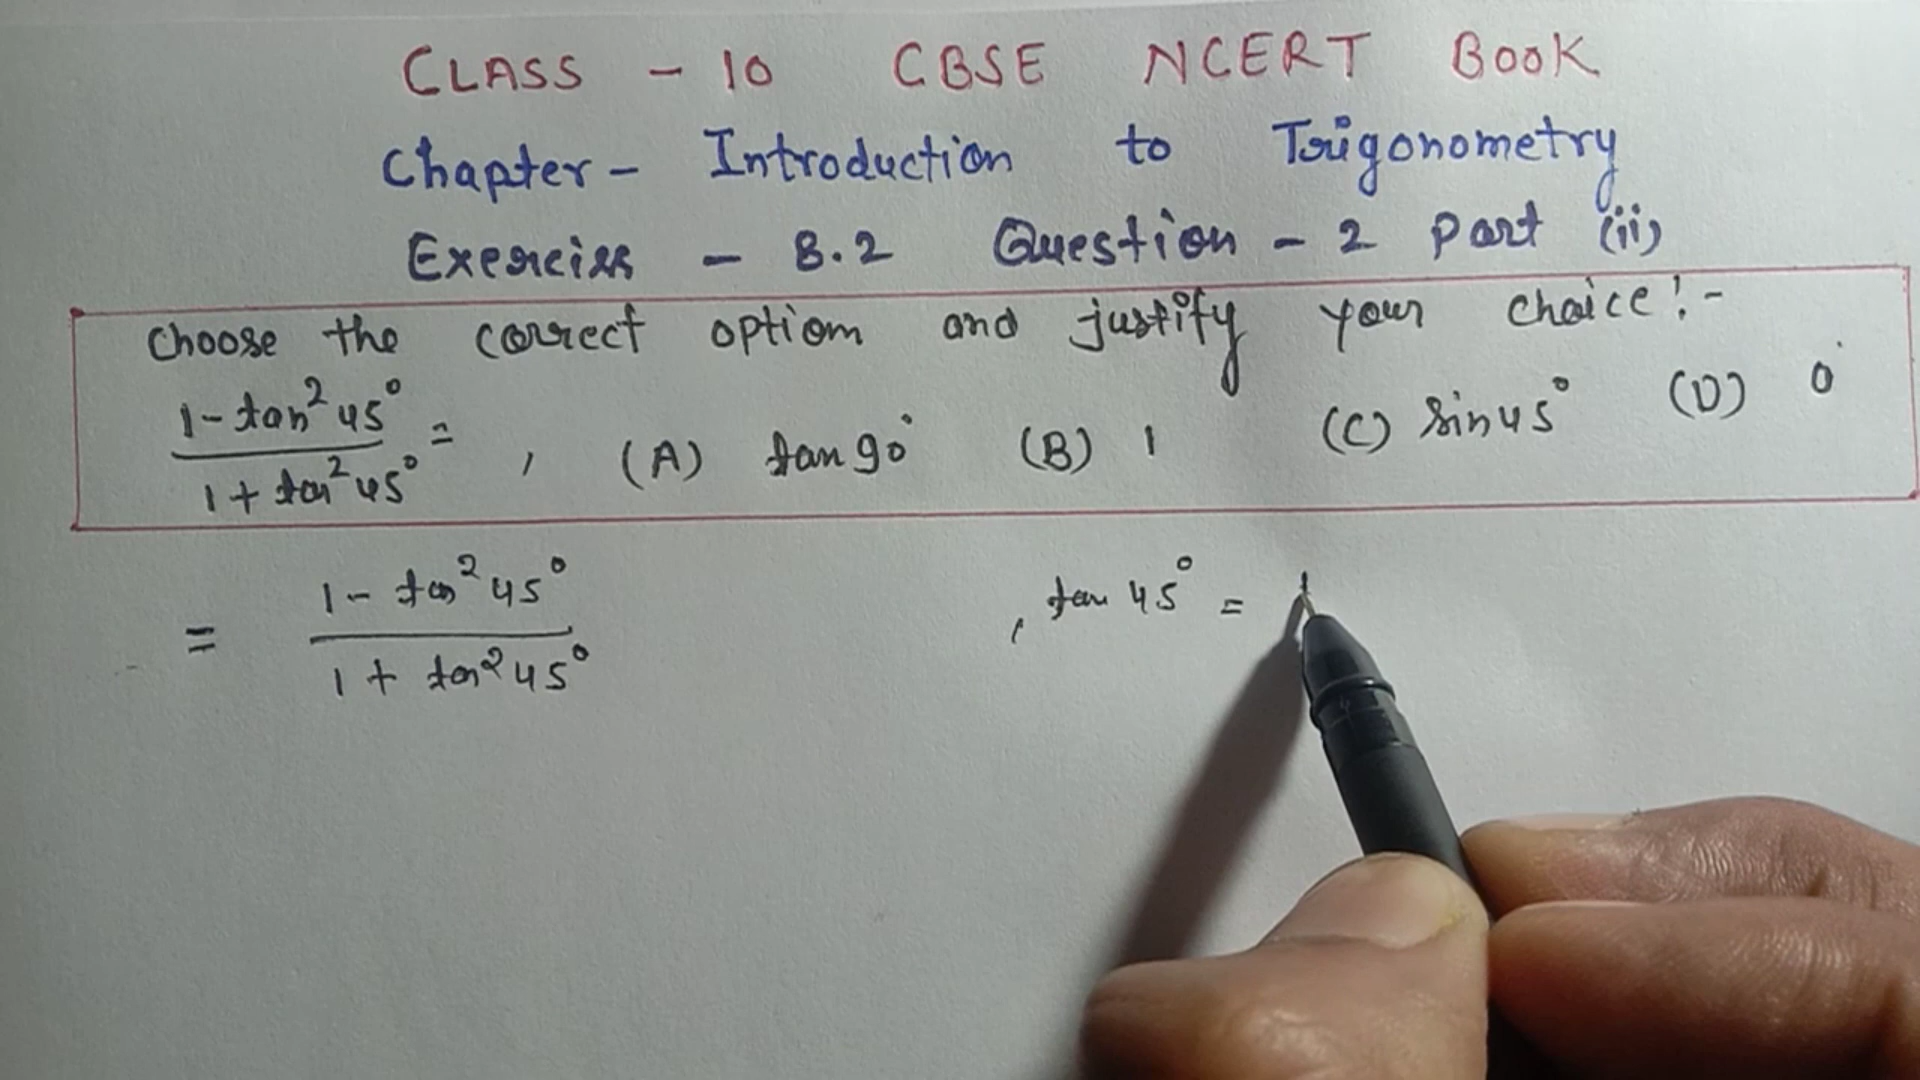 CLASS - 10 CBSE NCERT BOOK
Chapter - Introduction to Trigonometry
Exercise - 8.2 Question - 2 Part (ii)
Choose the correct option and justify your choice:-
1 - tan² 45° / 1 + tan² 45° = , (A) tan 90° (B) 1 (C) sin 45° (D) 0°
= 1 - tan² 45° / 1 + tan² 45° , tan 45° = 1